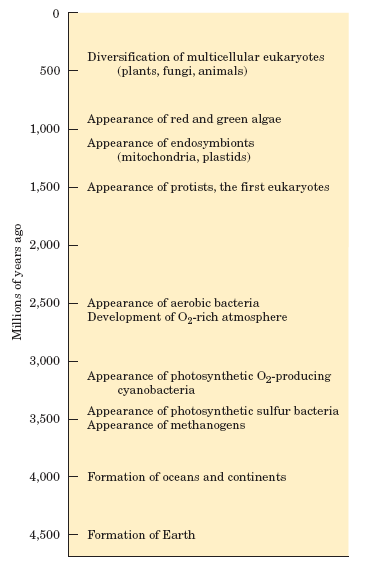 0
Diversification of multicellular eukaryotes
500
(plants, fungi, animals)
Appearance of red and green algae
1,000
Appearance of endosymbionts
(mitochondria, plastids)
1,500
Appearance of protists, the first eukaryotes
2,000
Millions of years ago
2,500
Appearance of aerobic bacteria
Development of O₂-rich atmosphere
3,000
Appearance of photosynthetic O₂-producing
cyanobacteria
Appearance of photosynthetic sulfur bacteria
3,500
Appearance of methanogens
4,000
Formation of oceans and continents
4,500
Formation of Earth